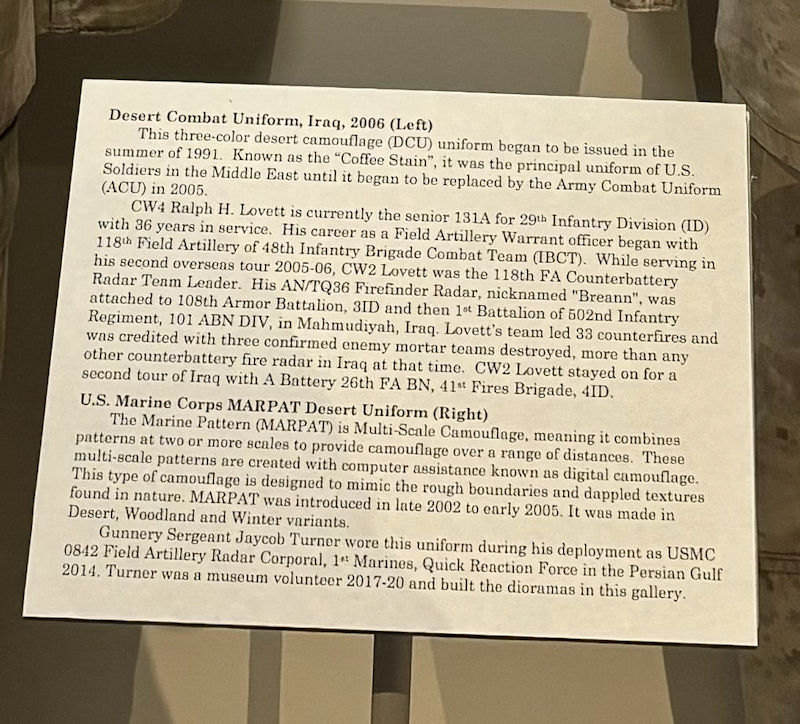 Desert Combat Uniform, Iraq, 2006 (Left)
This three-color desert camouflage (DCU) uniform began to be issued in the
summer of 1991. Known as the "Coffee Stain", it was the principal uniform of U.S.
Soldiers in the Middle East until it began to be replaced by the Army Combat Uniform
(ACU) in 2005.
CW4 Ralph H. Lovett is currently the senior 131A for 29th Infantry Division (ID)
with 36 years in service. His career as a Field Artillery Warrant officer began with
118th Field Artillery of 48th Infantry Brigade Combat Team (IBCT). While serving in
his second overseas tour 2005-06, CW2 Lovett was the 118th FA Counterbattery
Radar Team Leader. His AN/TQ36 Firefinder Radar, nicknamed "Breann", was
attached to 108th Armor Battalion, 3ID and then 1st Battalion of 502nd Infantry
Regiment, 101 ABN DIV, in Mahmudiyah, Iraq. Lovett's team led 33 counterfires and
was credited with three confirmed enemy mortar teams destroyed, more than any
other counterbattery fire radar in Iraq at that time. CW2 Lovett stayed on for a
second tour of Iraq with A Battery 26th FA BN, 41st Fires Brigade, 4ID.
U.S. Marine Corps MARPAT Desert Uniform (Right)
The Marine Pattern (MARPAT) is Multi-Scale Camouflage, meaning it combines
patterns at two or more scales to provide camouflage over a range of distances. These
multi-scale patterns are created with computer assistance known as digital camouflage.
This type of camouflage is designed to mimic the rough boundaries and dappled textures
found in nature. MARPAT was introduced in late 2002 to early 2005. It was made in
Desert, Woodland and Winter variants.
Gunnery Sergeant Jaycob Turner wore this uniform during his deployment as USMC
0842 Field Artillery Radar Corporal, 1st Marines, Quick Reaction Force in the Persian Gulf
2014. Turner was a museum volunteer 2017-20 and built the dioramas in this gallery.